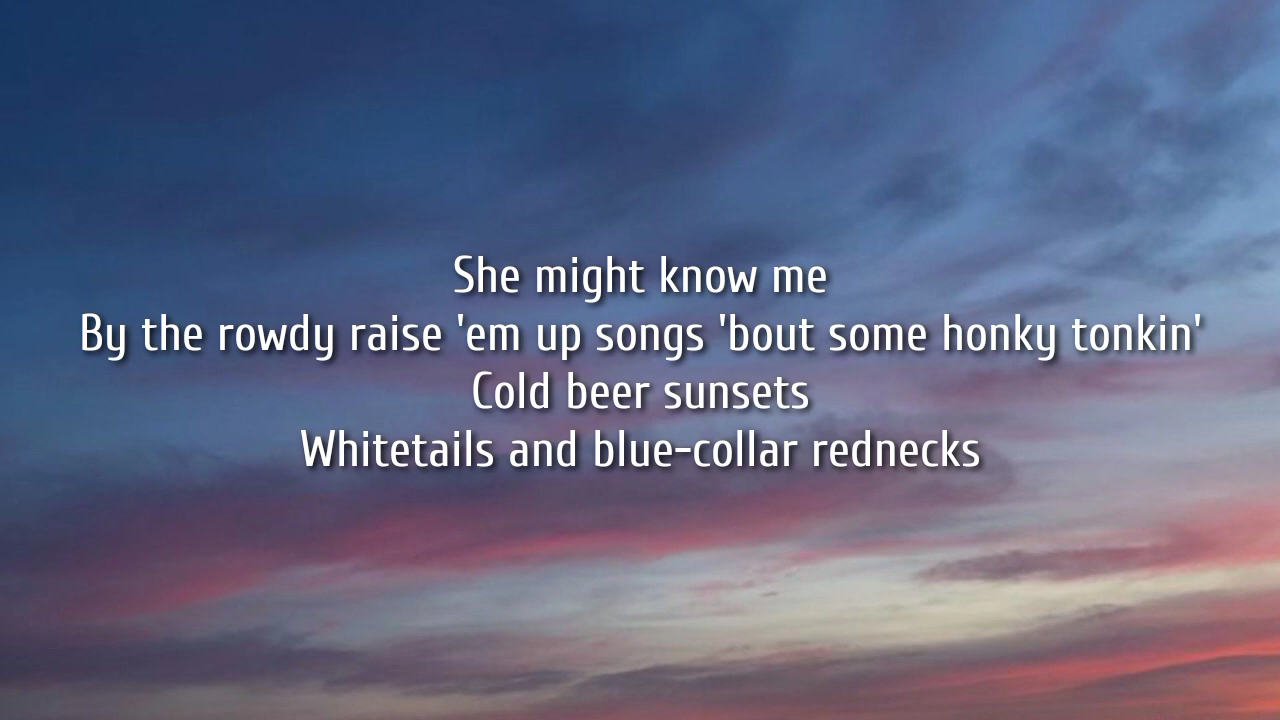 She might know me
By the rowdy raise 'em up songs 'bout some honky tonkin'
Cold beer sunsets
Whitetails and blue-collar rednecks